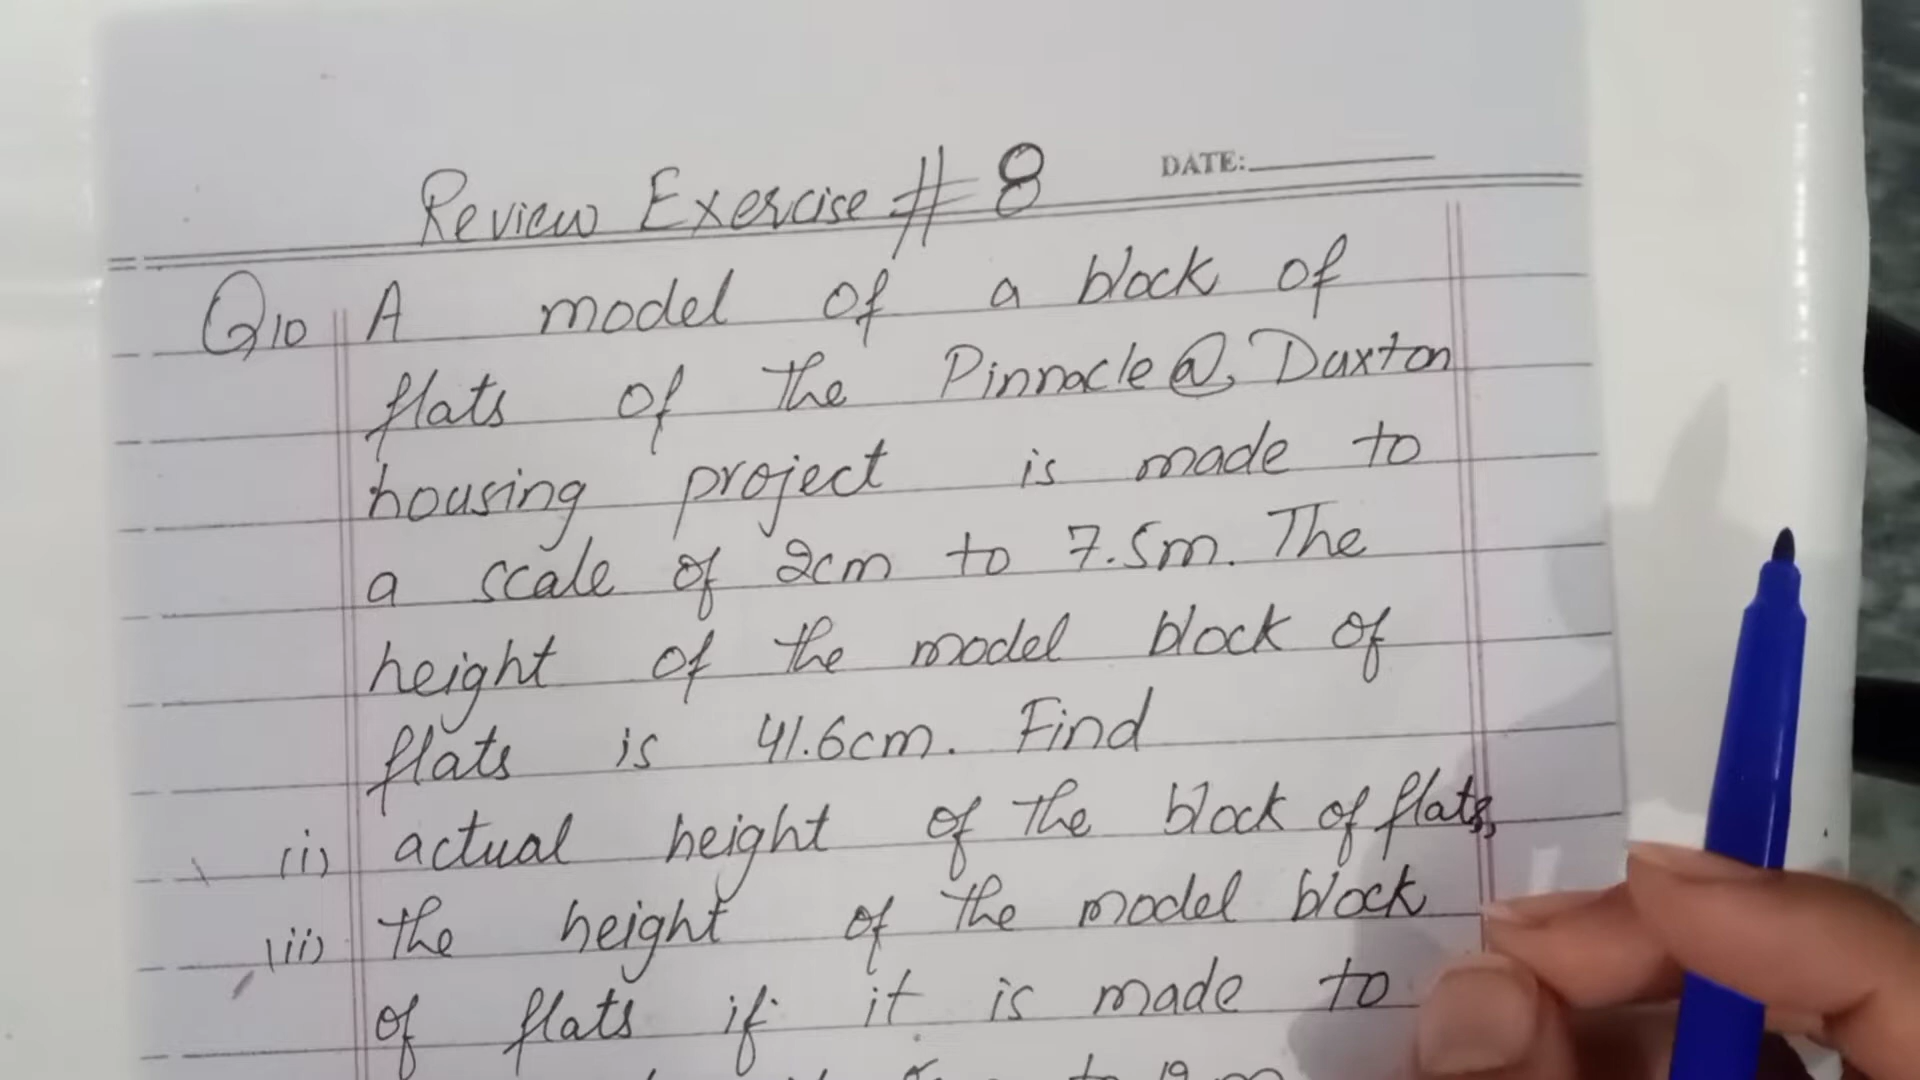 Review Exercise # 8
DATE:
Q10 A model of a block of
flats of the Pinnacle@, Duxton
housing project is made to
a scale of 2cm to 7.5m. The
height of the model block of
flats is 41.6cm. Find
(i) actual height of the block of flats,
(ii) the height of the model block
of flats if it is made to